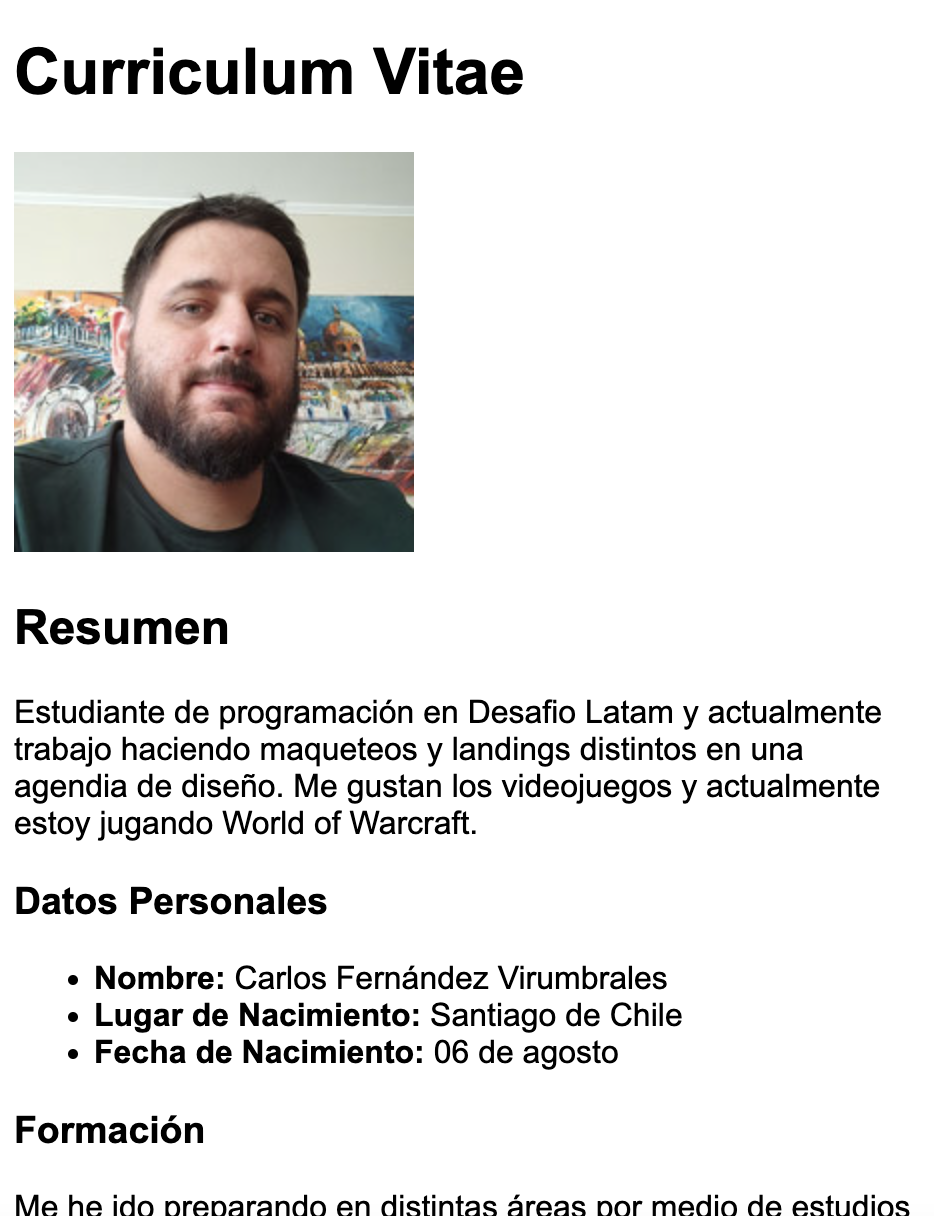 Curriculum Vitae
Resumen
Estudiante de programación en Desafio Latam y actualmente
trabajo haciendo maqueteos y landings distintos en una
agendia de diseño. Me gustan los videojuegos y actualmente
estoy jugando World of Warcraft.
Datos Personales
• Nombre: Carlos Fernández Virumbrales
• Lugar de Nacimiento: Santiago de Chile
• Fecha de Nacimiento: 06 de agosto
Formación
Me he ido preparando en distintas áreas por medio de estudios